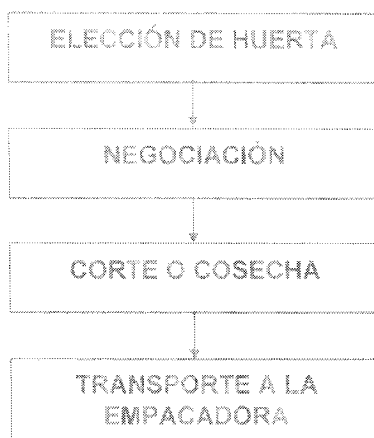 ELECCIÓN DE HUERTA
NEGOCIACIÓN
CORTE O COSECHA
TRANSPORTE A LA
EMPACADORA